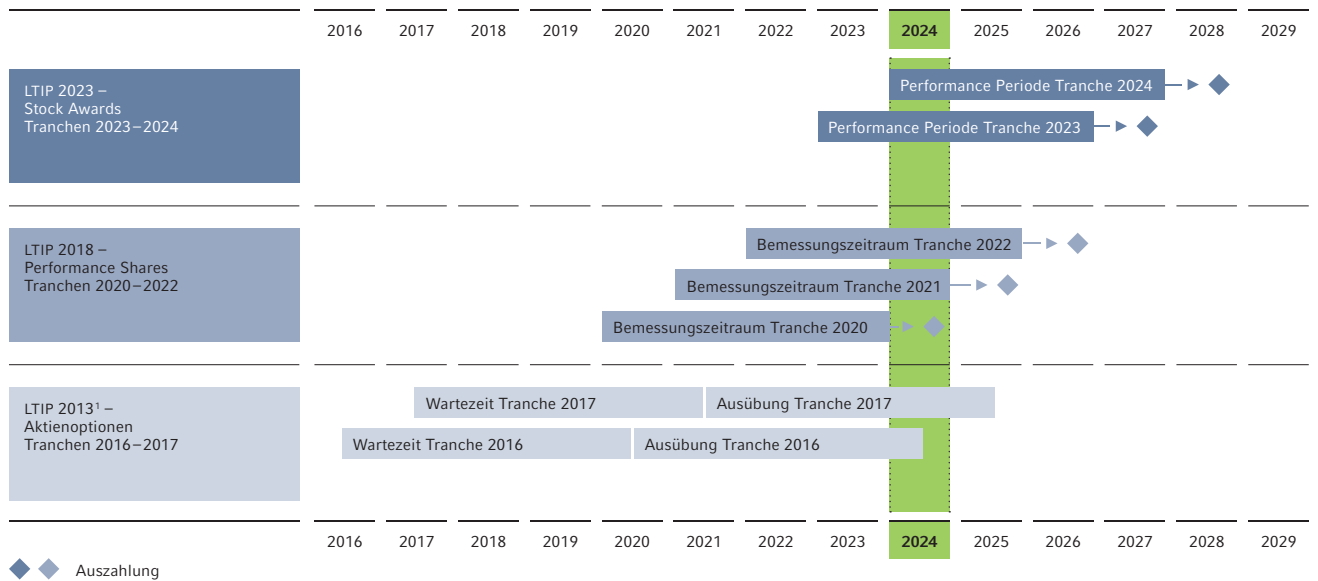 2016 2017 2018 2019 2020 2021 2022 2023 2024 2025 2026 2027 2028 2029
LTIP 2023 –
Stock Awards
Tranchen 2023–2024
Performance Periode Tranche 2024
Performance Periode Tranche 2023
LTIP 2018 –
Performance Shares
Tranchen 2020–2022
Bemessungszeitraum Tranche 2022
Bemessungszeitraum Tranche 2021
Bemessungszeitraum Tranche 2020
LTIP 2013¹ –
Aktienoptionen
Tranchen 2016–2017
Wartezeit Tranche 2017 Ausübung Tranche 2017
Wartezeit Tranche 2016 Ausübung Tranche 2016
2016 2017 2018 2019 2020 2021 2022 2023 2024 2025 2026 2027 2028 2029
Auszahlung